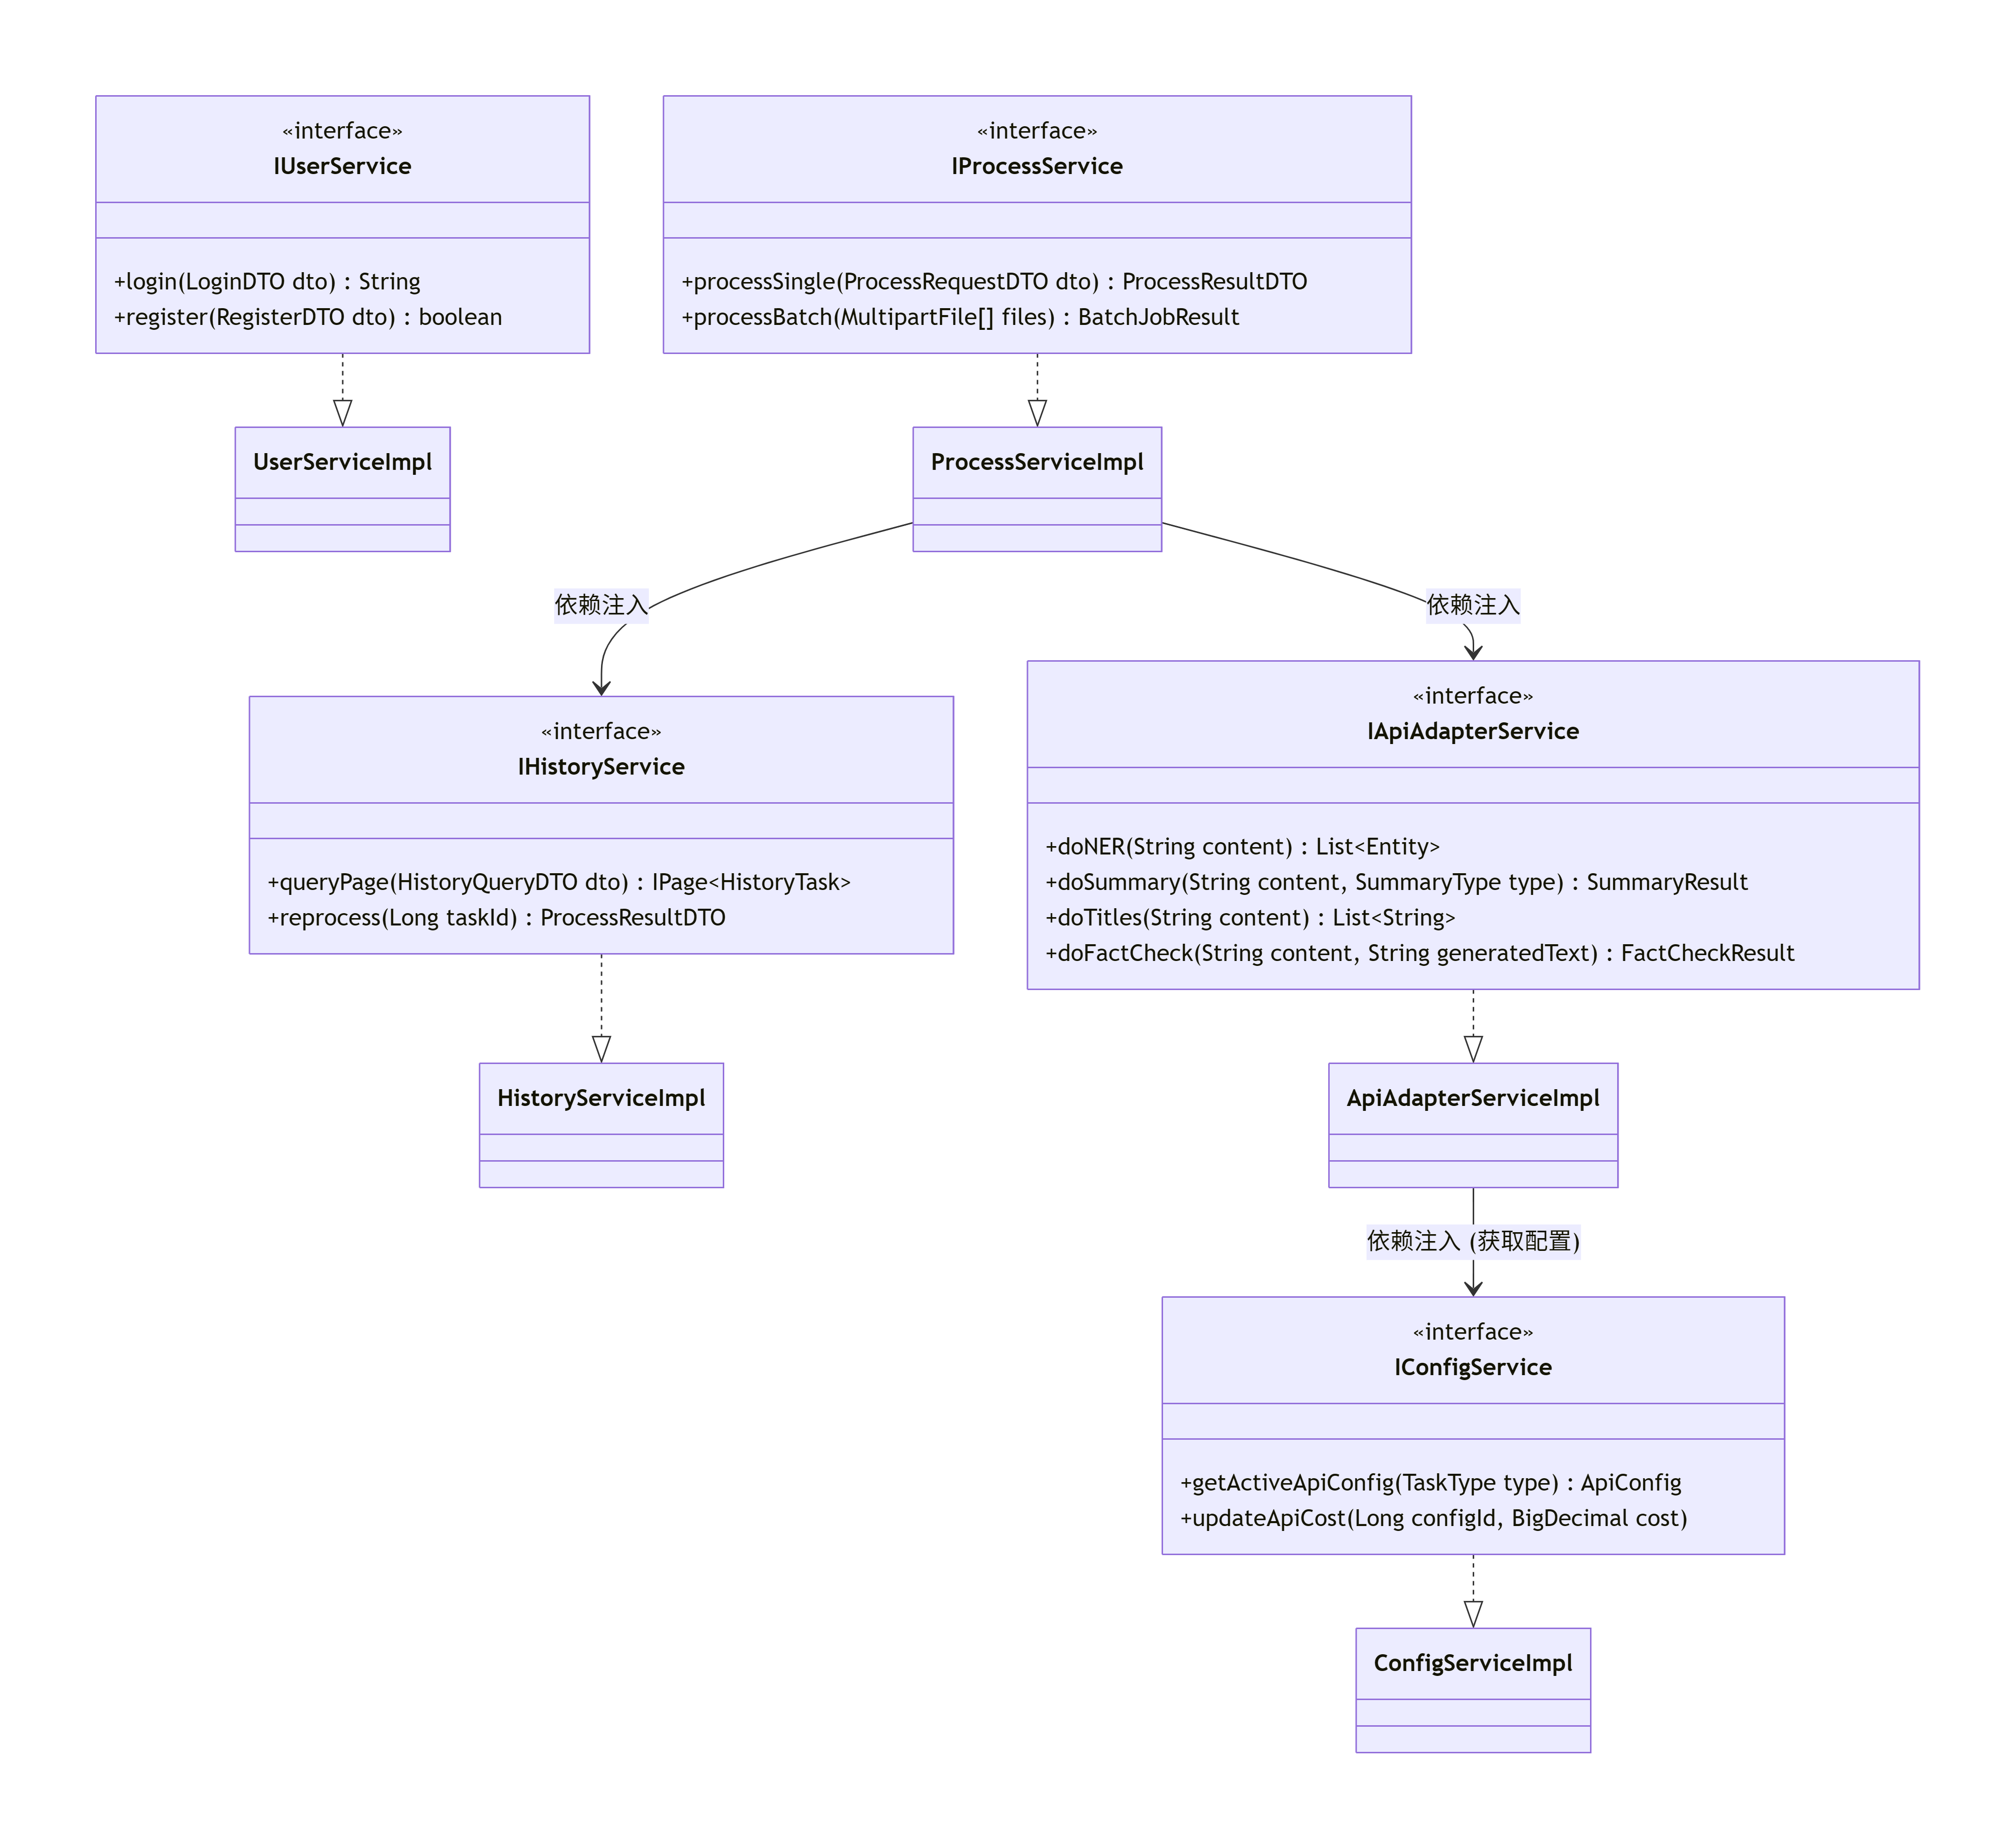 «interface»
IUserService
+login(LoginDTO dto) : String
+register(RegisterDTO dto) : boolean
«interface»
IProcessService
+processSingle(ProcessRequestDTO dto) : ProcessResultDTO
+processBatch(MultipartFile[] files) : BatchJobResult
UserServiceImpl
ProcessServiceImpl
依赖注入
依赖注入
«interface»
IHistoryService
+queryPage(HistoryQueryDTO dto) : IPage<HistoryTask>
+reprocess(Long taskId) : ProcessResultDTO
«interface»
IApiAdapterService
+doNER(String content) : List<Entity>
+doSummary(String content, SummaryType type) : SummaryResult
+doTitles(String content) : List<String>
+doFactCheck(String content, String generatedText) : FactCheckResult
HistoryServiceImpl
ApiAdapterServiceImpl
依赖注入 (获取配置)
«interface»
IConfigService
+getActiveApiConfig(TaskType type) : ApiConfig
+updateApiCost(Long configId, BigDecimal cost)
ConfigServiceImpl